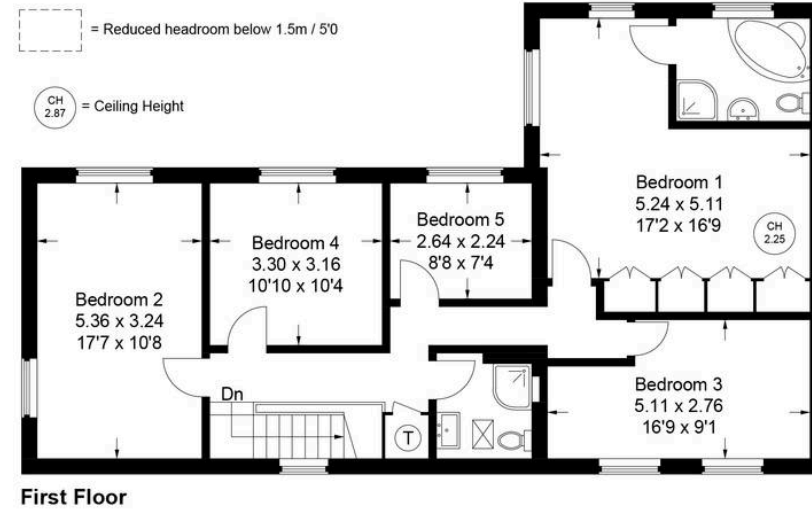 = Reduced headroom below 1.5m / 5'0
CH
2.87
= Ceiling Height
Bedroom 1
5.24 x 5.11
17'2 x 16'9
CH
2.25
Bedroom 5
2.64 x 2.24
8'8 x 7'4
Bedroom 4
3.30 x 3.16
10'10 x 10'4
Bedroom 2
5.36 x 3.24
17'7 x 10'8
Bedroom 3
5.11 x 2.76
16'9 x 9'1
Dn
T
First Floor